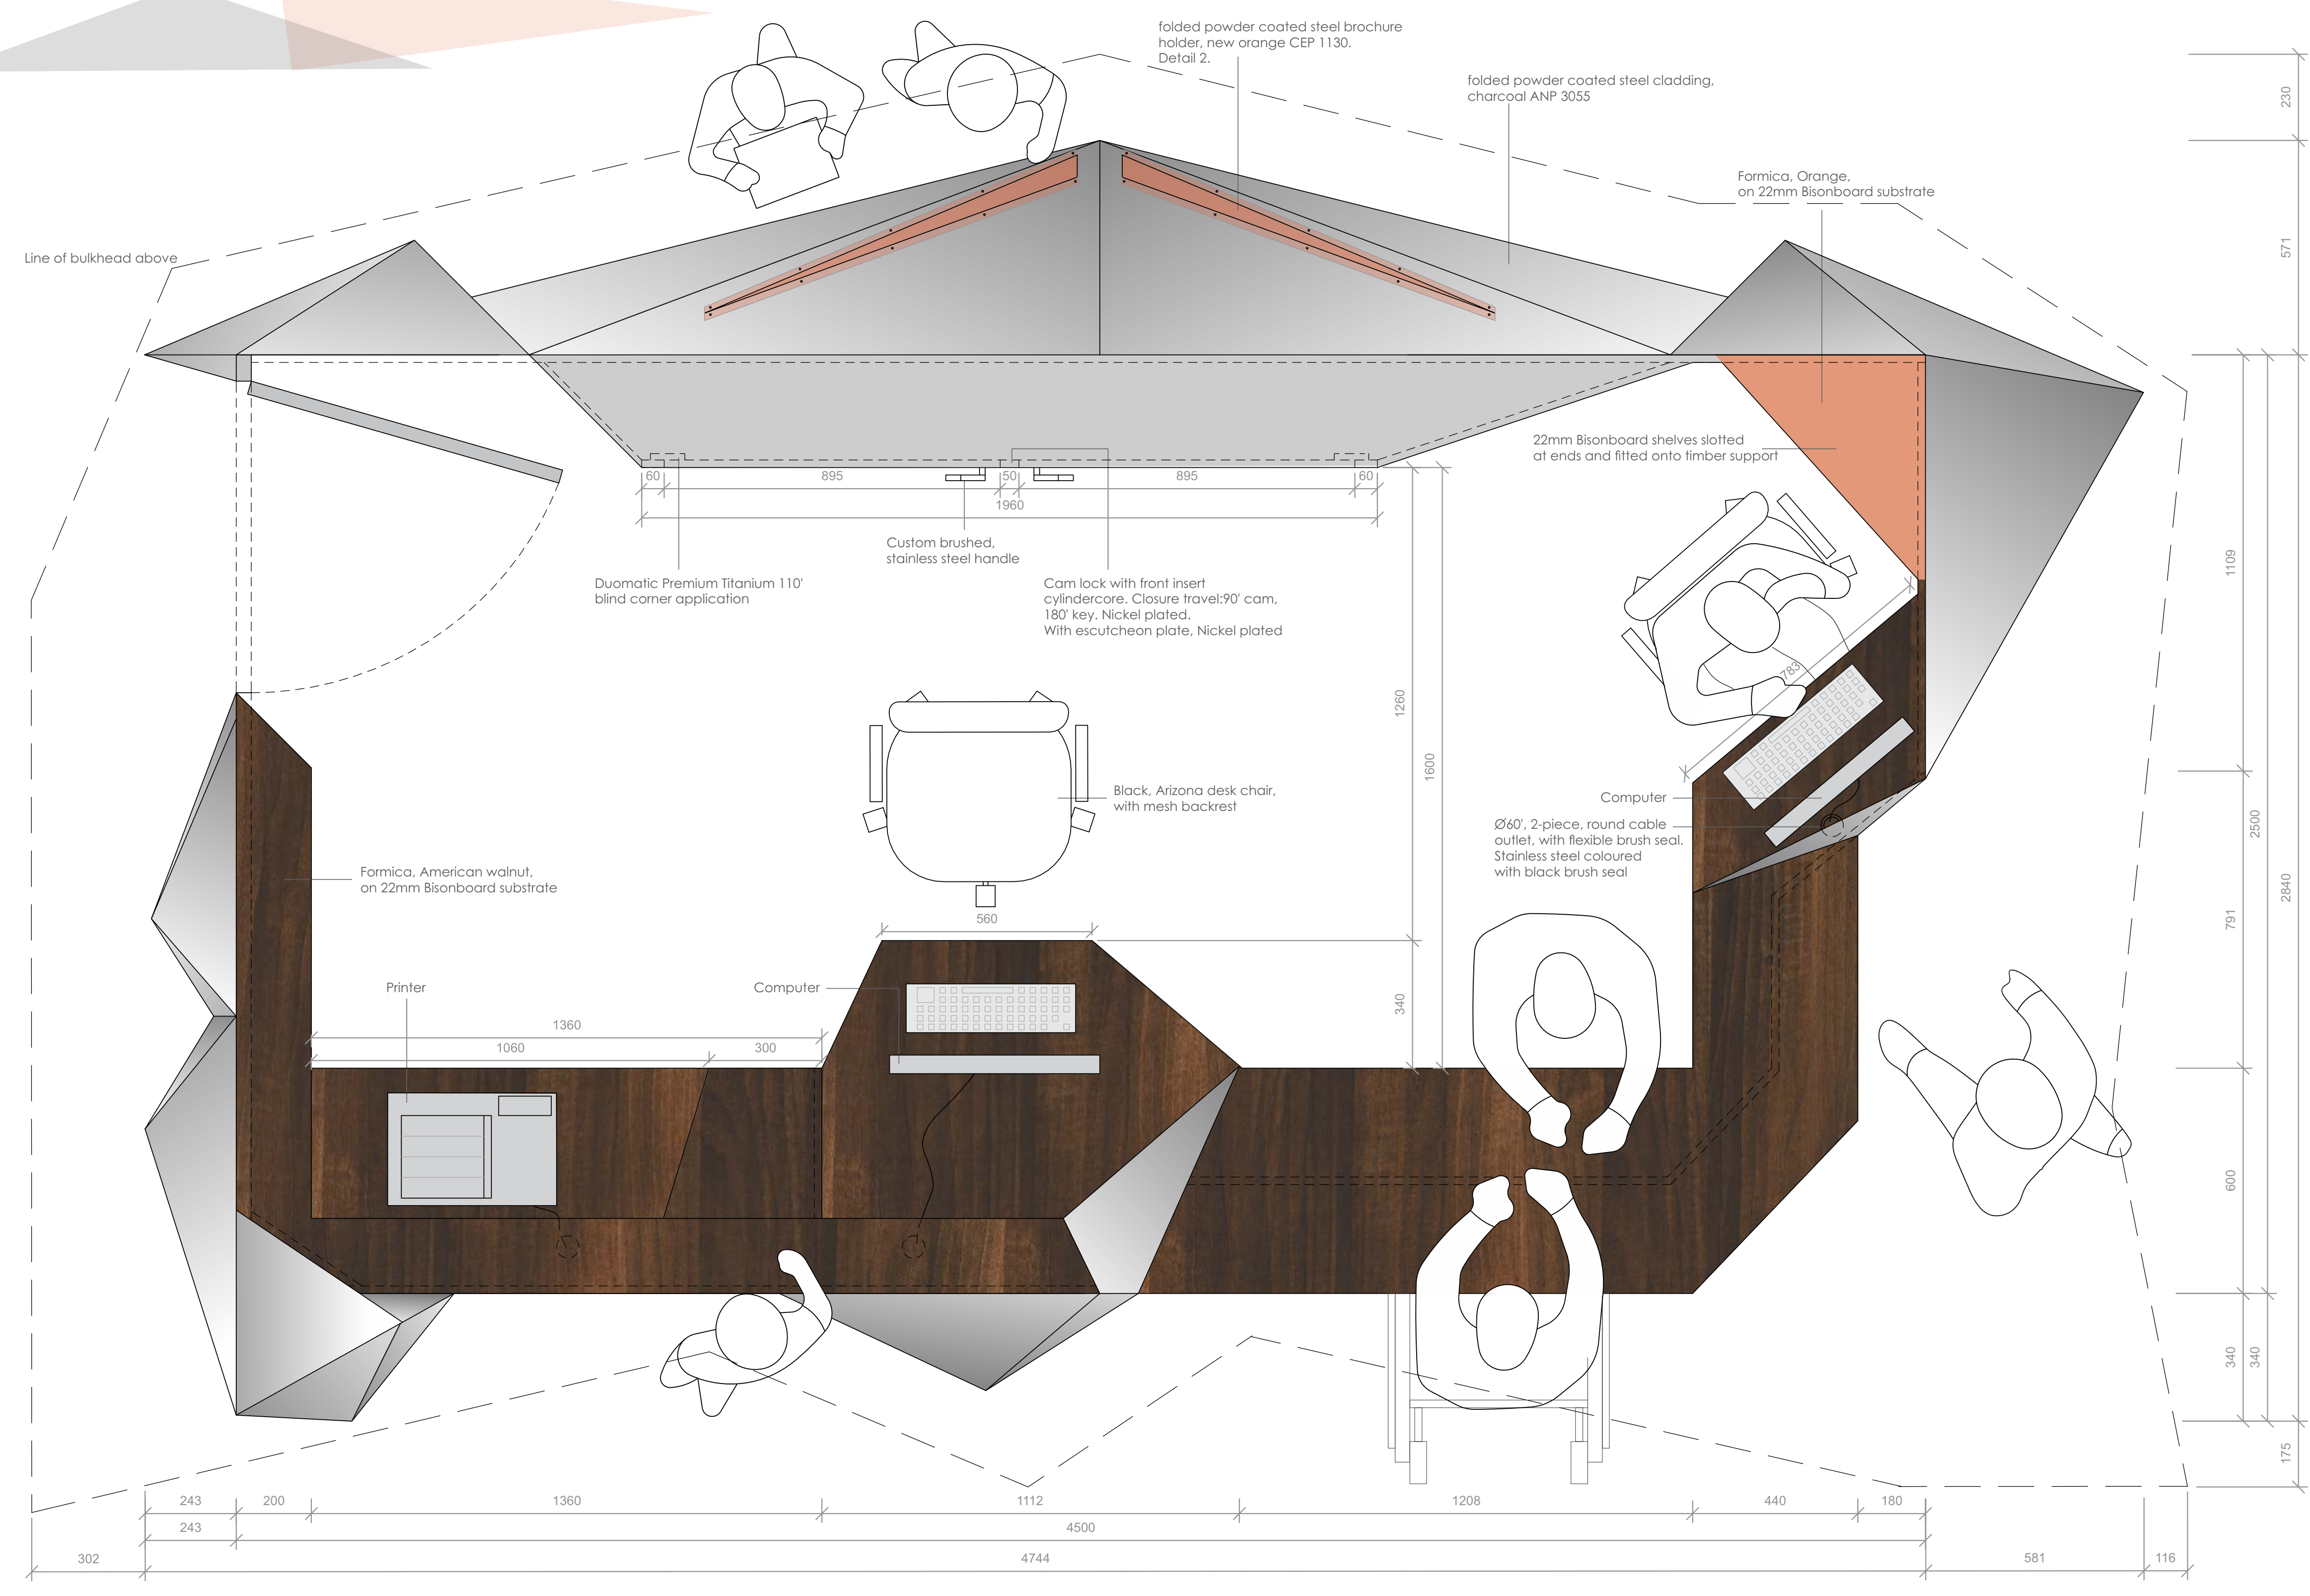 folded powder coated steel brochure
holder, new orange CEP 1130.
Detail 2.
folded powder coated steel cladding,
charcoal ANP 3055
Formica, Orange,
on 22mm Bisonboard substrate
Line of bulkhead above
22mm Bisonboard shelves slotted
at ends and fitted onto timber support
60
895
50
895
60
1960
Custom brushed,
stainless steel handle
Duomatic Premium Titanium 110'
blind corner application
Cam lock with front insert
cylindercore. Closure travel:90' cam,
180' key. Nickel plated.
With escutcheon plate, Nickel plated
783
1260
1600
340
Black, Arizona desk chair,
with mesh backrest
Computer
Ø60', 2-piece, round cable
outlet, with flexible brush seal.
Stainless steel coloured
with black brush seal
Formica, American walnut,
on 22mm Bisonboard substrate
560
Printer
Computer
1360
1060
300
230
571
1109
2500
2840
791
600
340
340
175
243
200
1360
1112
1208
440
180
243
4500
302
4744
581
116